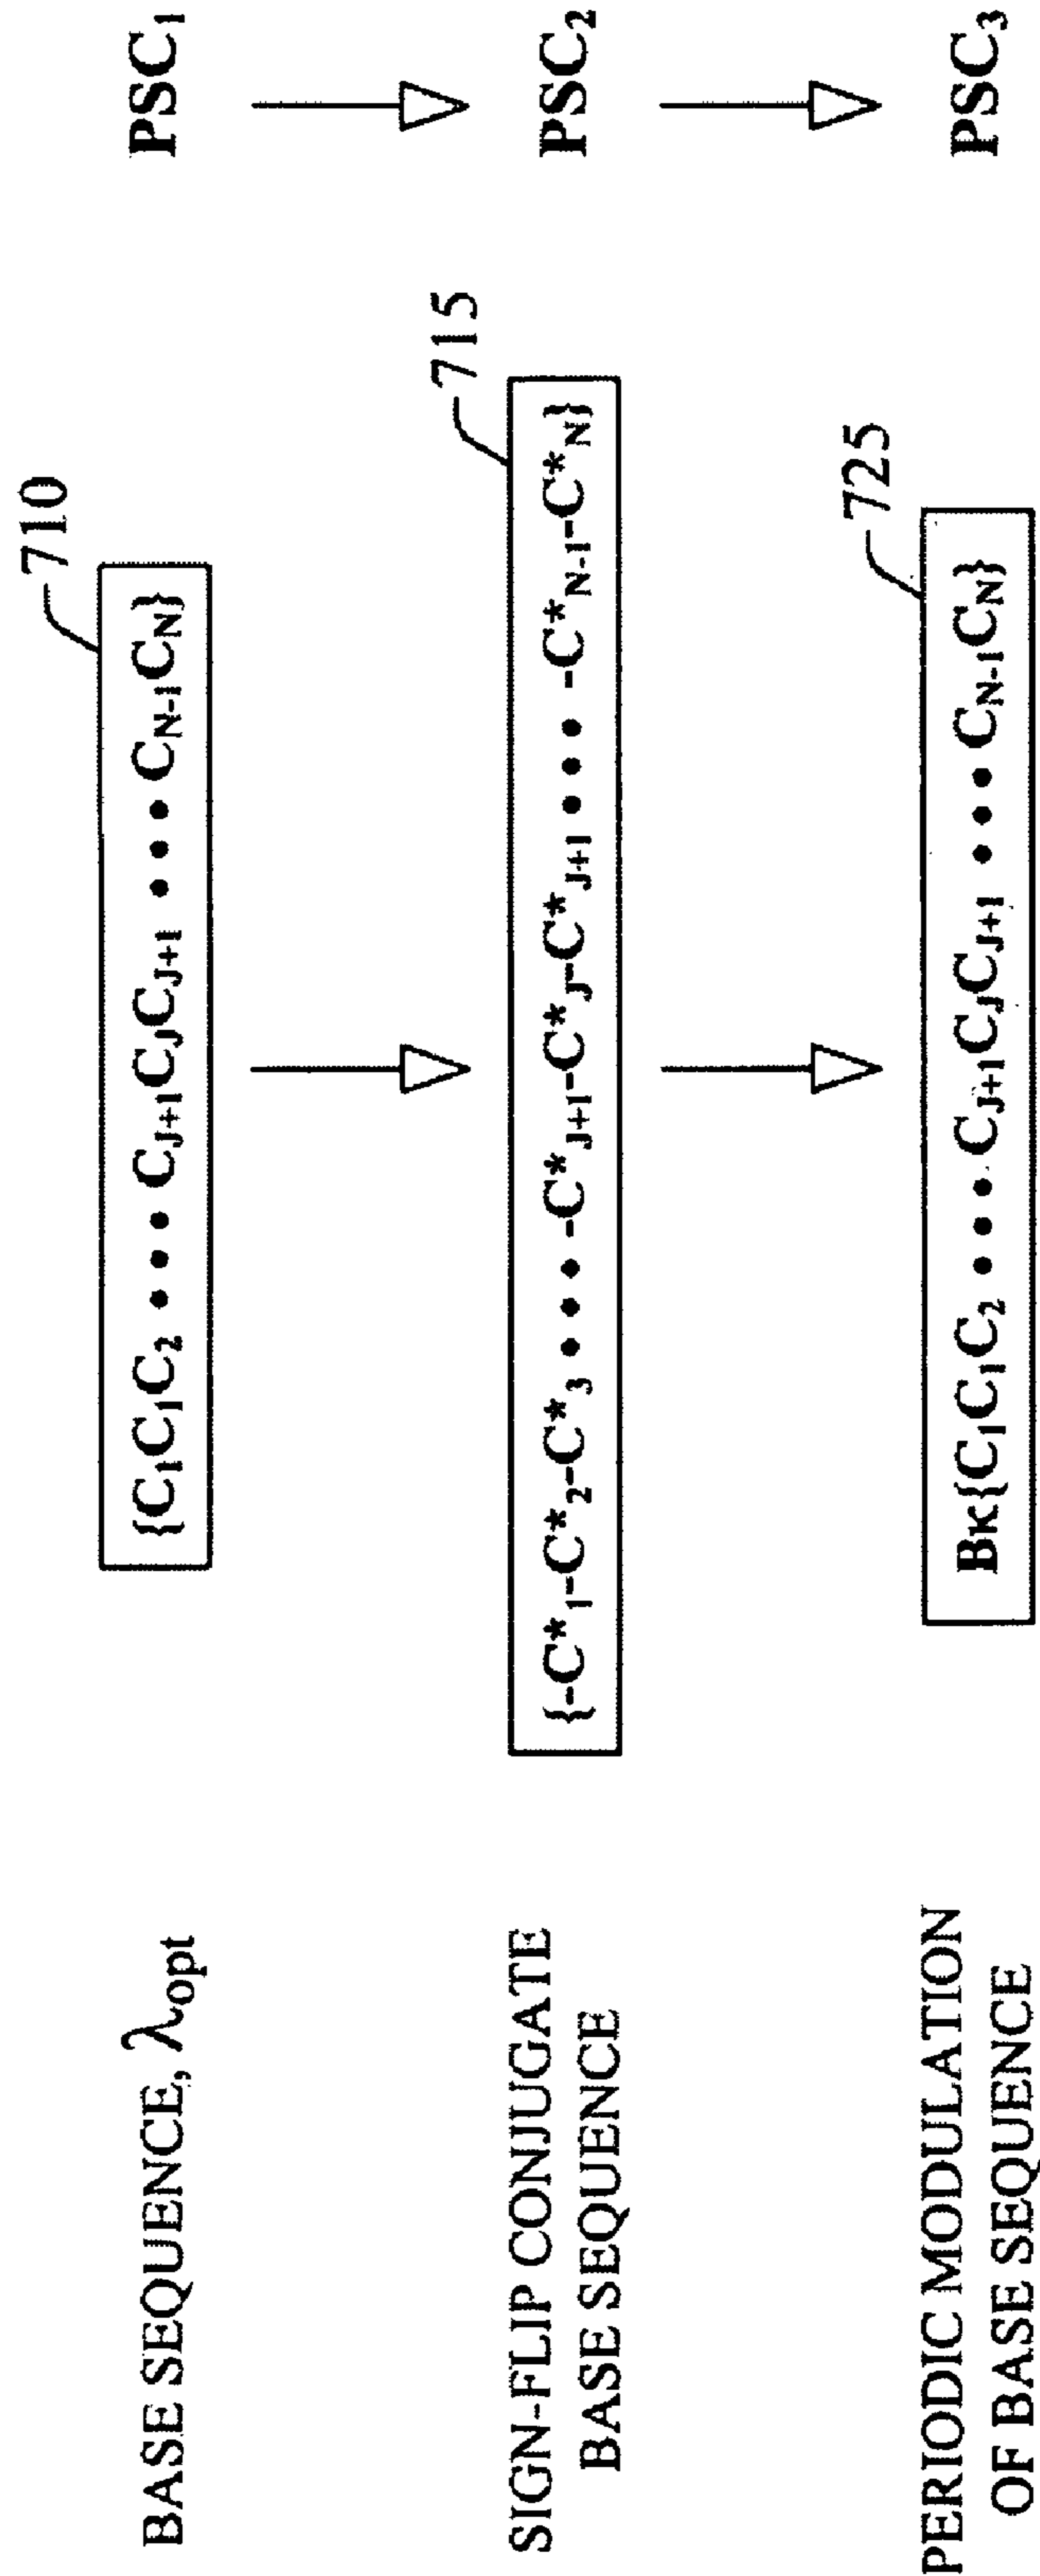 BASE SEQUENCE, λopt
{C1C1C2 ••• CJ+1CJCJ+1 ••• CN-1CN}
710
PSC1
SIGN-FLIP CONJUGATE
BASE SEQUENCE
{-C*1-C*2-C*3 ••• -C*J+1-C*J-C*J+1 ••• -C*N-1-C*N}
715
PSC2
PERIODIC MODULATION
OF BASE SEQUENCE
BK{C1C1C2 ••• CJ+1CJCJ+1 ••• CN-1CN}
725
PSC3